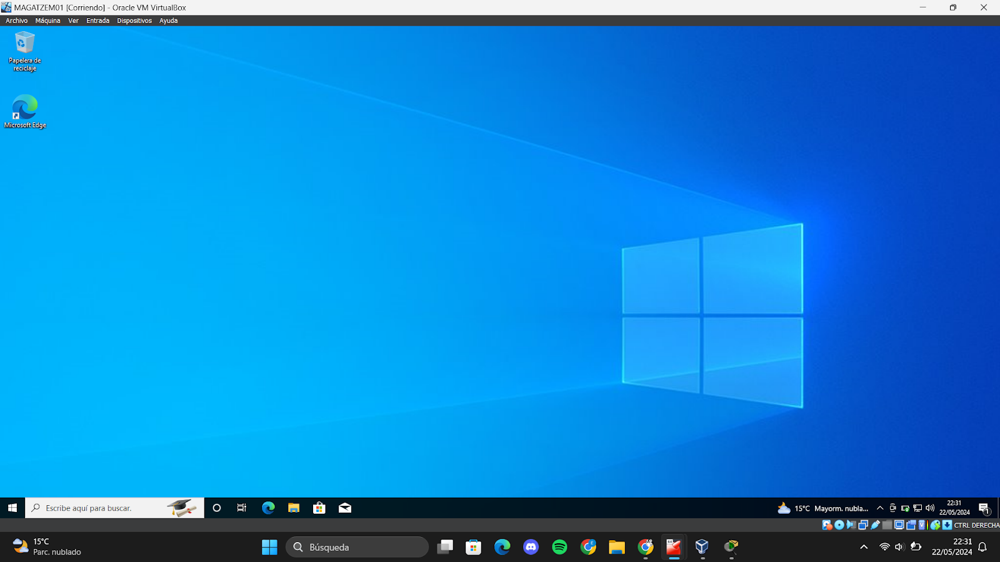 MAGATZEM01 [Corriendo] - Oracle VM VirtualBox
Archivo Máquina Ver Entrada Dispositivos Ayuda
Papelera de
reciclaje
Microsoft Edge
Escribe aquí para buscar.
15°C Mayorm. nubla...
22:31
22/05/2024
1
CTRL DERECHA
15°C
Parc. nublado
Búsqueda
22:31
22/05/2024